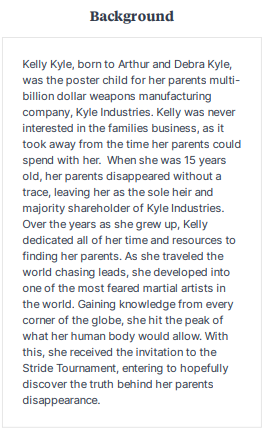 Background
Kelly Kyle, born to Arthur and Debra Kyle,
was the poster child for her parents multi-
billion dollar weapons manufacturing
company, Kyle Industries. Kelly was never
interested in the families business, as it
took away from the time her parents could
spend with her. When she was 15 years
old, her parents disappeared without a
trace, leaving her as the sole heir and
majority shareholder of Kyle Industries.
Over the years as she grew up, Kelly
dedicated all of her time and resources to
finding her parents. As she traveled the
world chasing leads, she developed into
one of the most feared martial artists in
the world. Gaining knowledge from every
corner of the globe, she hit the peak of
what her human body would allow. With
this, she received the invitation to the
Stride Tournament, entering to hopefully
discover the truth behind her parents
disappearance.